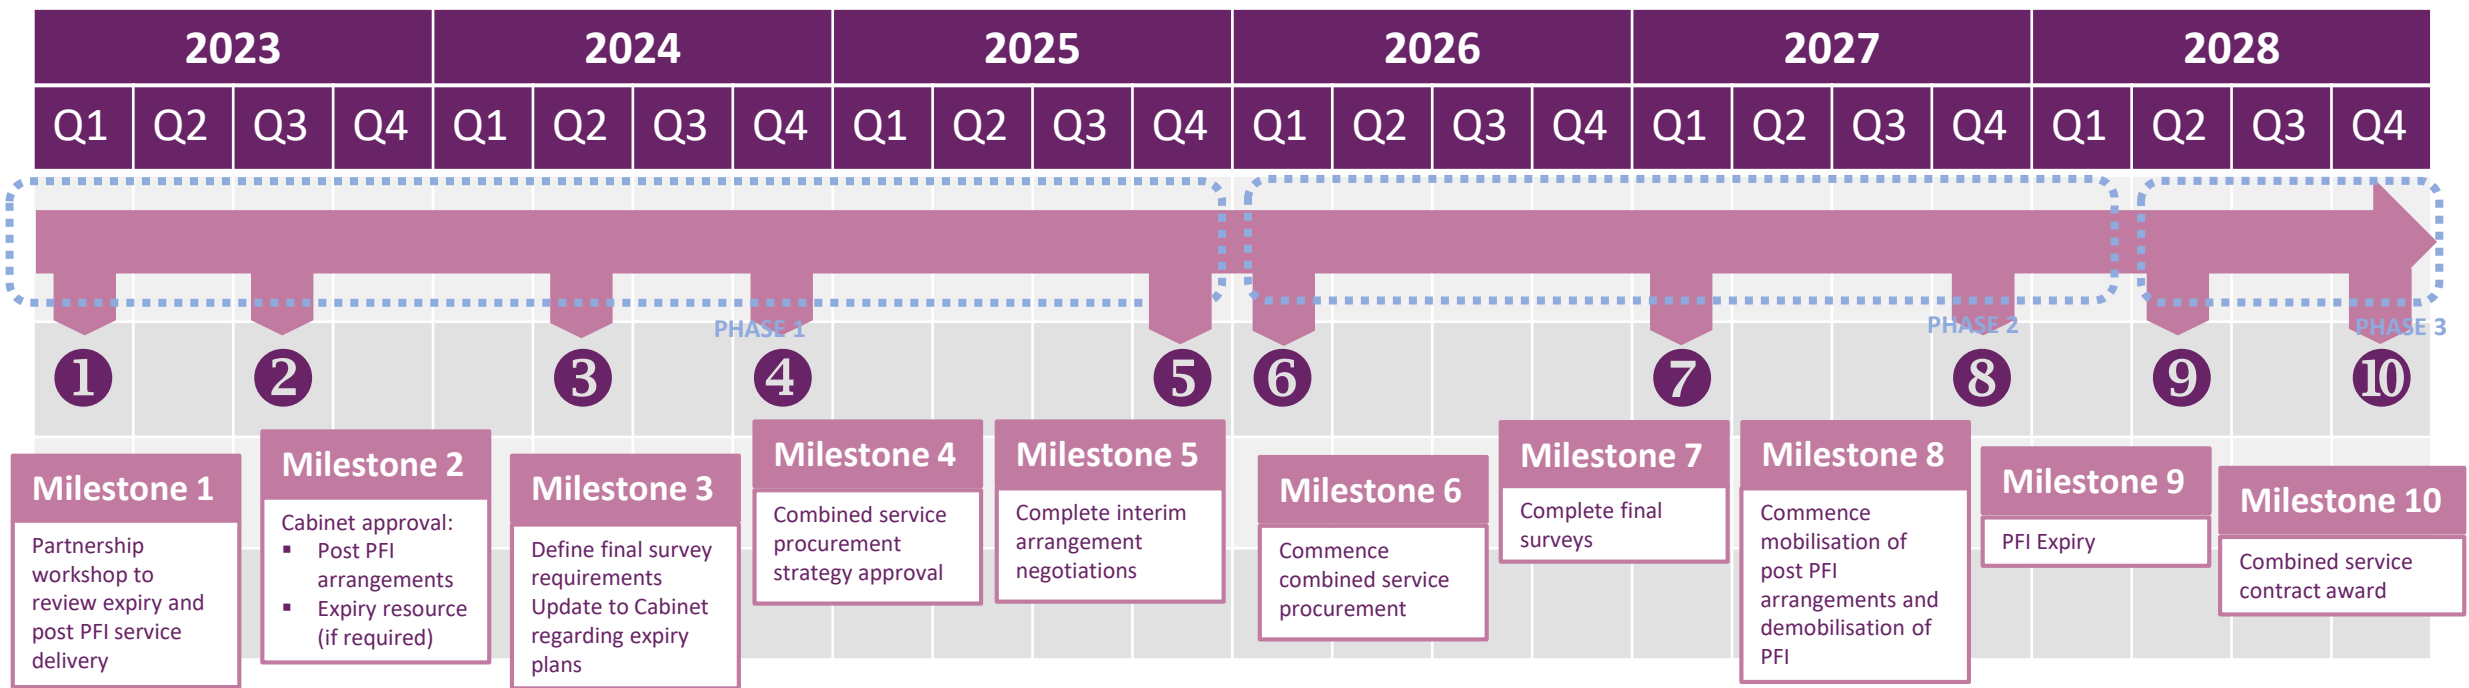 2023 2024 2025 2026 2027 2028
Q1 Q2 Q3 Q4 Q1 Q2 Q3 Q4 Q1 Q2 Q3 Q4 Q1 Q2 Q3 Q4 Q1 Q2 Q3 Q4 Q1 Q2 Q3 Q4
PHASE 1
PHASE 2
PHASE 3
1 2 3 4 5 6 7 8 9 10
Milestone 1
Partnership
workshop to
review expiry and
post PFI service
delivery
Milestone 2
Cabinet approval:
▪ Post PFI
arrangements
▪ Expiry resource
(if required)
Milestone 3
Define final survey
requirements
Update to Cabinet
regarding expiry
plans
Milestone 4
Combined service
procurement
strategy approval
Milestone 5
Complete interim
arrangement
negotiations
Milestone 6
Commence
combined service
procurement
Milestone 7
Complete final
surveys
Milestone 8
Commence
mobilisation of
post PFI
arrangements and
demobilisation of
PFI
Milestone 9
PFI Expiry
Milestone 10
Combined service
contract award